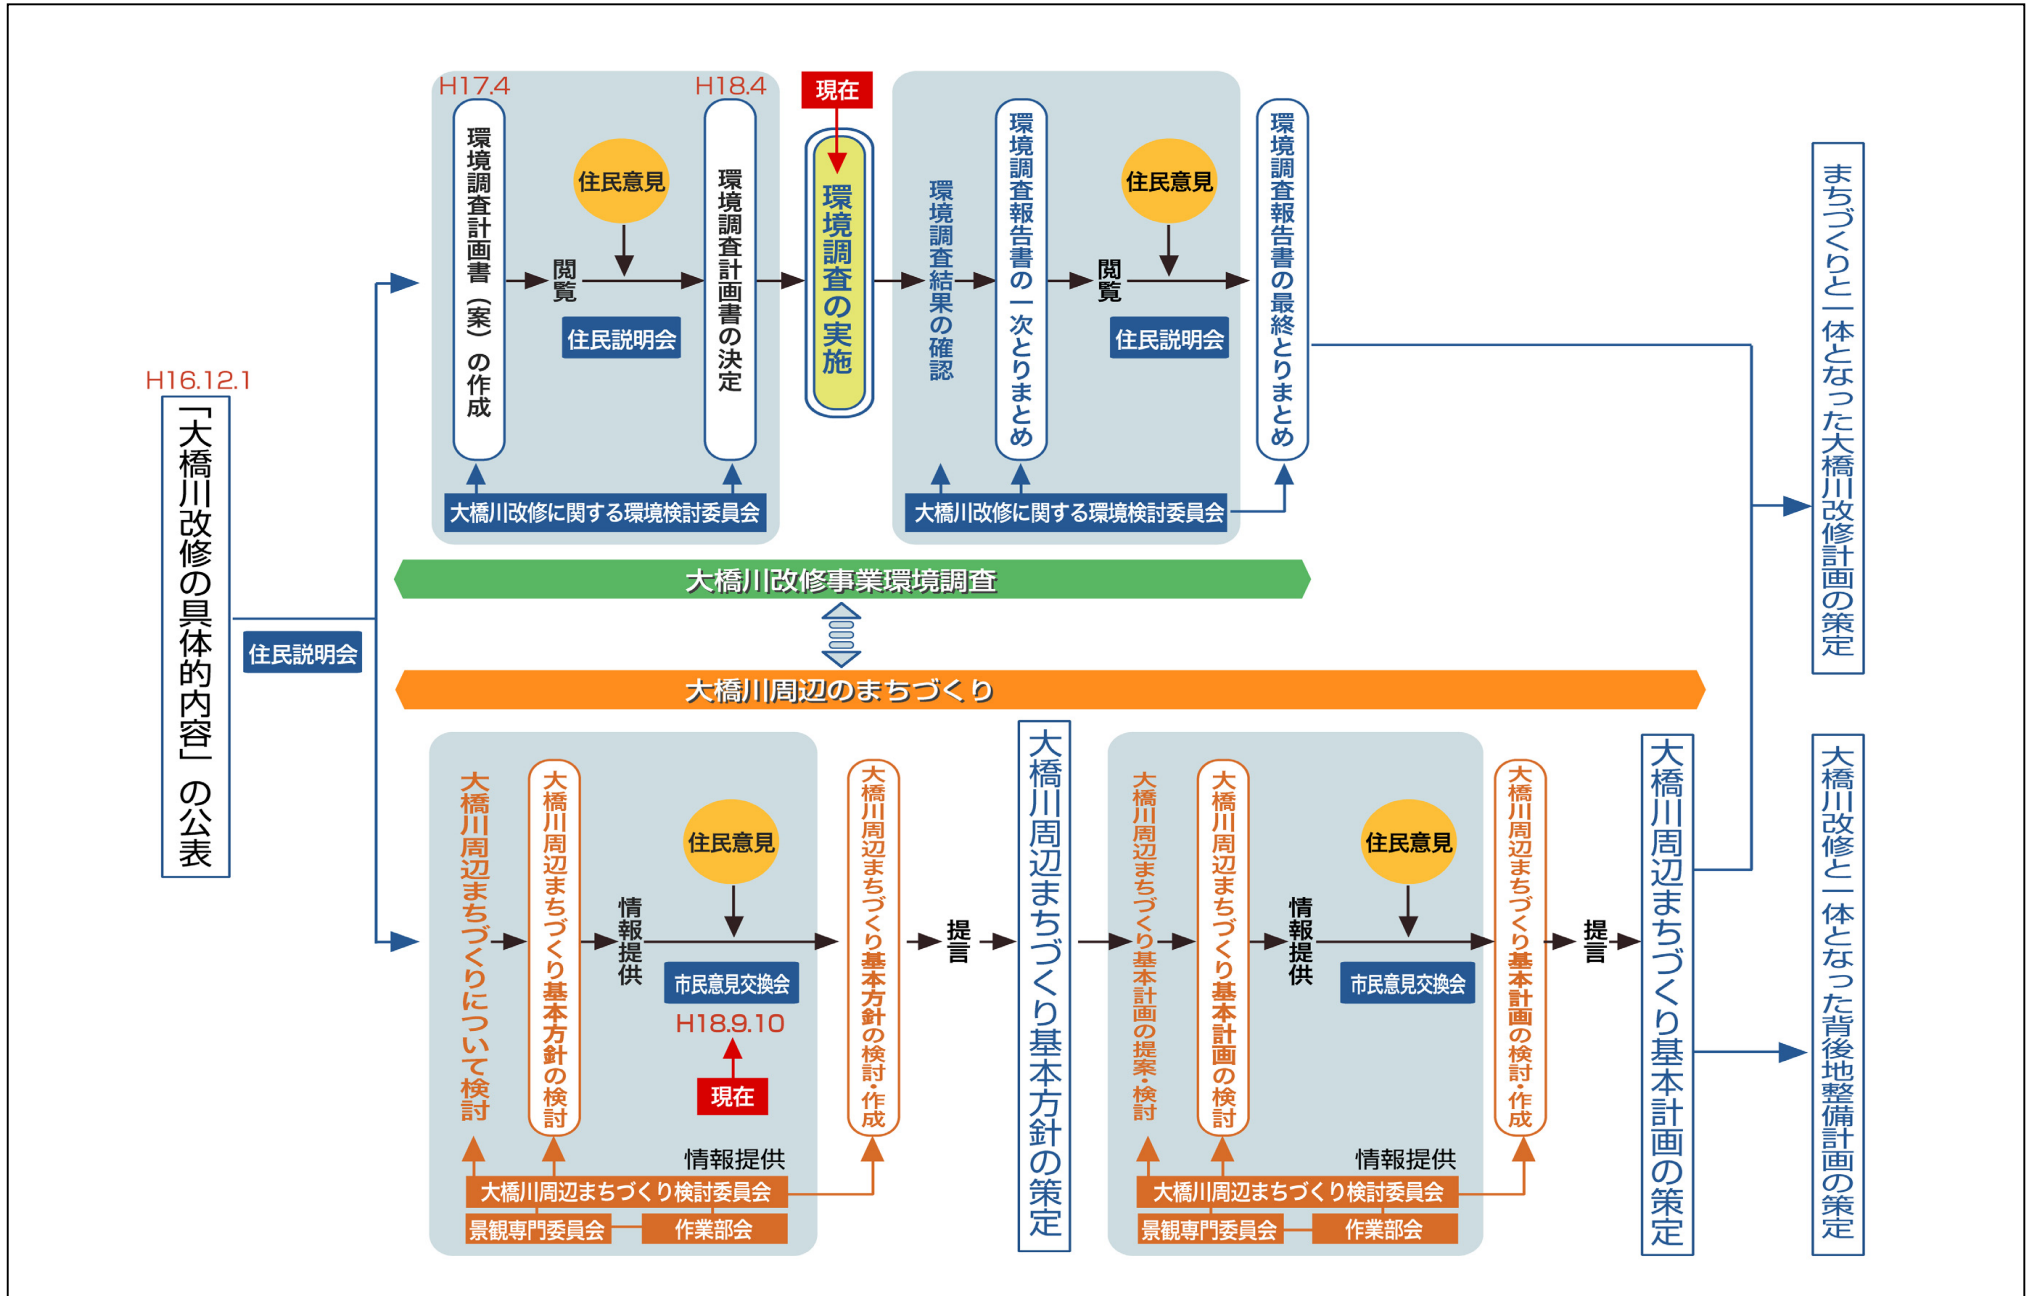 H16.12.1
「大橋川改修の具体的内容」の公表
住民説明会
H17.4
環境調査計画書（案）の作成
閲覧
住民意見
住民説明会
H18.4
環境調査計画書の決定
大橋川改修に関する環境検討委員会
現在
環境調査の実施
環境調査結果の確認
環境調査報告書の一次とりまとめ
閲覧
住民意見
住民説明会
大橋川改修に関する環境検討委員会
環境調査報告書の最終とりまとめ
大橋川改修事業環境調査
大橋川周辺のまちづくり
大橋川周辺まちづくりについて検討
大橋川周辺まちづくり基本方針の検討
情報提供
住民意見
市民意見交換会
H18.9.10
現在
情報提供
大橋川周辺まちづくり検討委員会
景観専門委員会
作業部会
大橋川周辺まちづくり基本方針の検討・作成
提言
大橋川周辺まちづくり基本方針の策定
大橋川周辺まちづくり基本計画の提案・検討
大橋川周辺まちづくり基本計画の検討
情報提供
住民意見
市民意見交換会
情報提供
大橋川周辺まちづくり検討委員会
景観専門委員会
作業部会
大橋川周辺まちづくり基本計画の検討・作成
提言
大橋川周辺まちづくり基本計画の策定
まちづくりと一体となった大橋川改修計画の策定
大橋川改修と一体となった背後地整備計画の策定